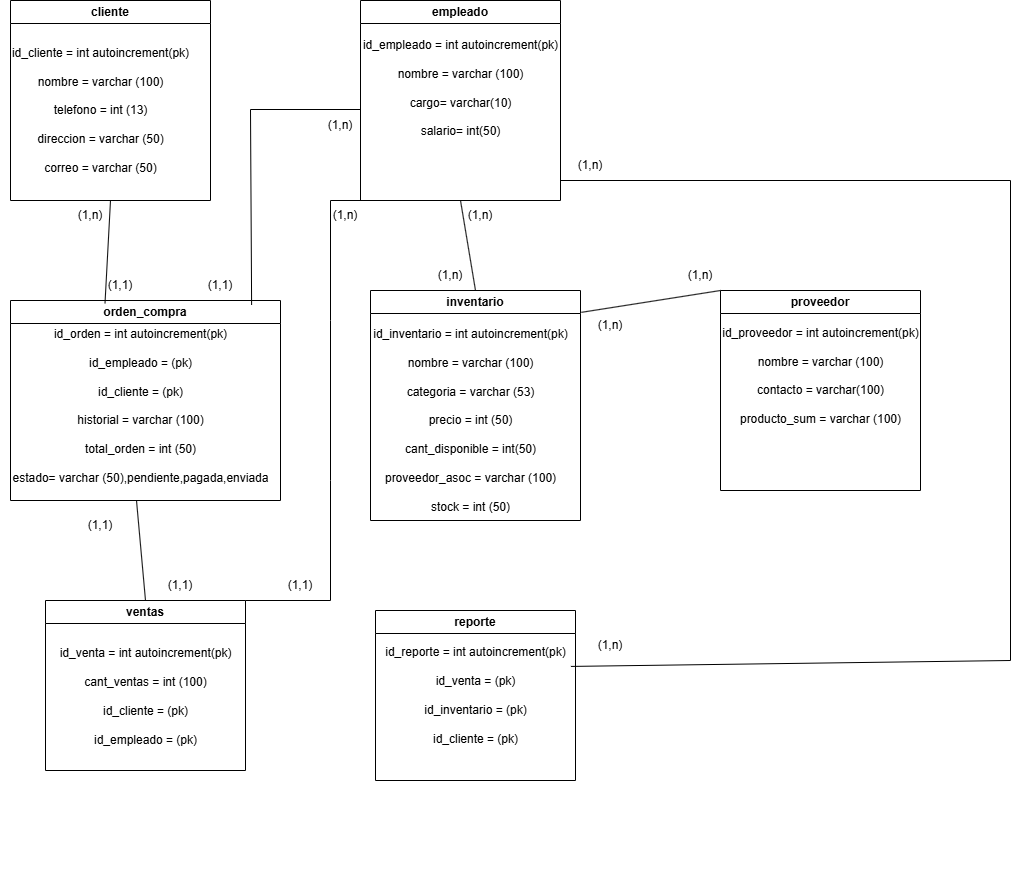 cliente
id_cliente = int autoincrement(pk)
nombre = varchar (100)
telefono = int (13)
direccion = varchar (50)
correo = varchar (50)
empleado
id_empleado = int autoincrement(pk)
nombre = varchar (100)
cargo= varchar(10)
salario= int(50)
(1,n)
(1,n)
(1,n)
(1,n)
(1,n)
(1,1)
(1,1)
(1,n)
(1,n)
(1,n)
orden_compra
id_orden = int autoincrement(pk)
id_empleado = (pk)
id_cliente = (pk)
historial = varchar (100)
total_orden = int (50)
estado= varchar (50),pendiente,pagada,enviada
inventario
id_inventario = int autoincrement(pk)
nombre = varchar (100)
categoria = varchar (53)
precio = int (50)
cant_disponible = int(50)
proveedor_asoc = varchar (100)
stock = int (50)
proveedor
id_proveedor = int autoincrement(pk)
nombre = varchar (100)
contacto = varchar(100)
producto_sum = varchar (100)
(1,1)
(1,1)
(1,1)
ventas
id_venta = int autoincrement(pk)
cant_ventas = int (100)
id_cliente = (pk)
id_empleado = (pk)
reporte
id_reporte = int autoincrement(pk)
id_venta = (pk)
id_inventario = (pk)
id_cliente = (pk)
(1,n)